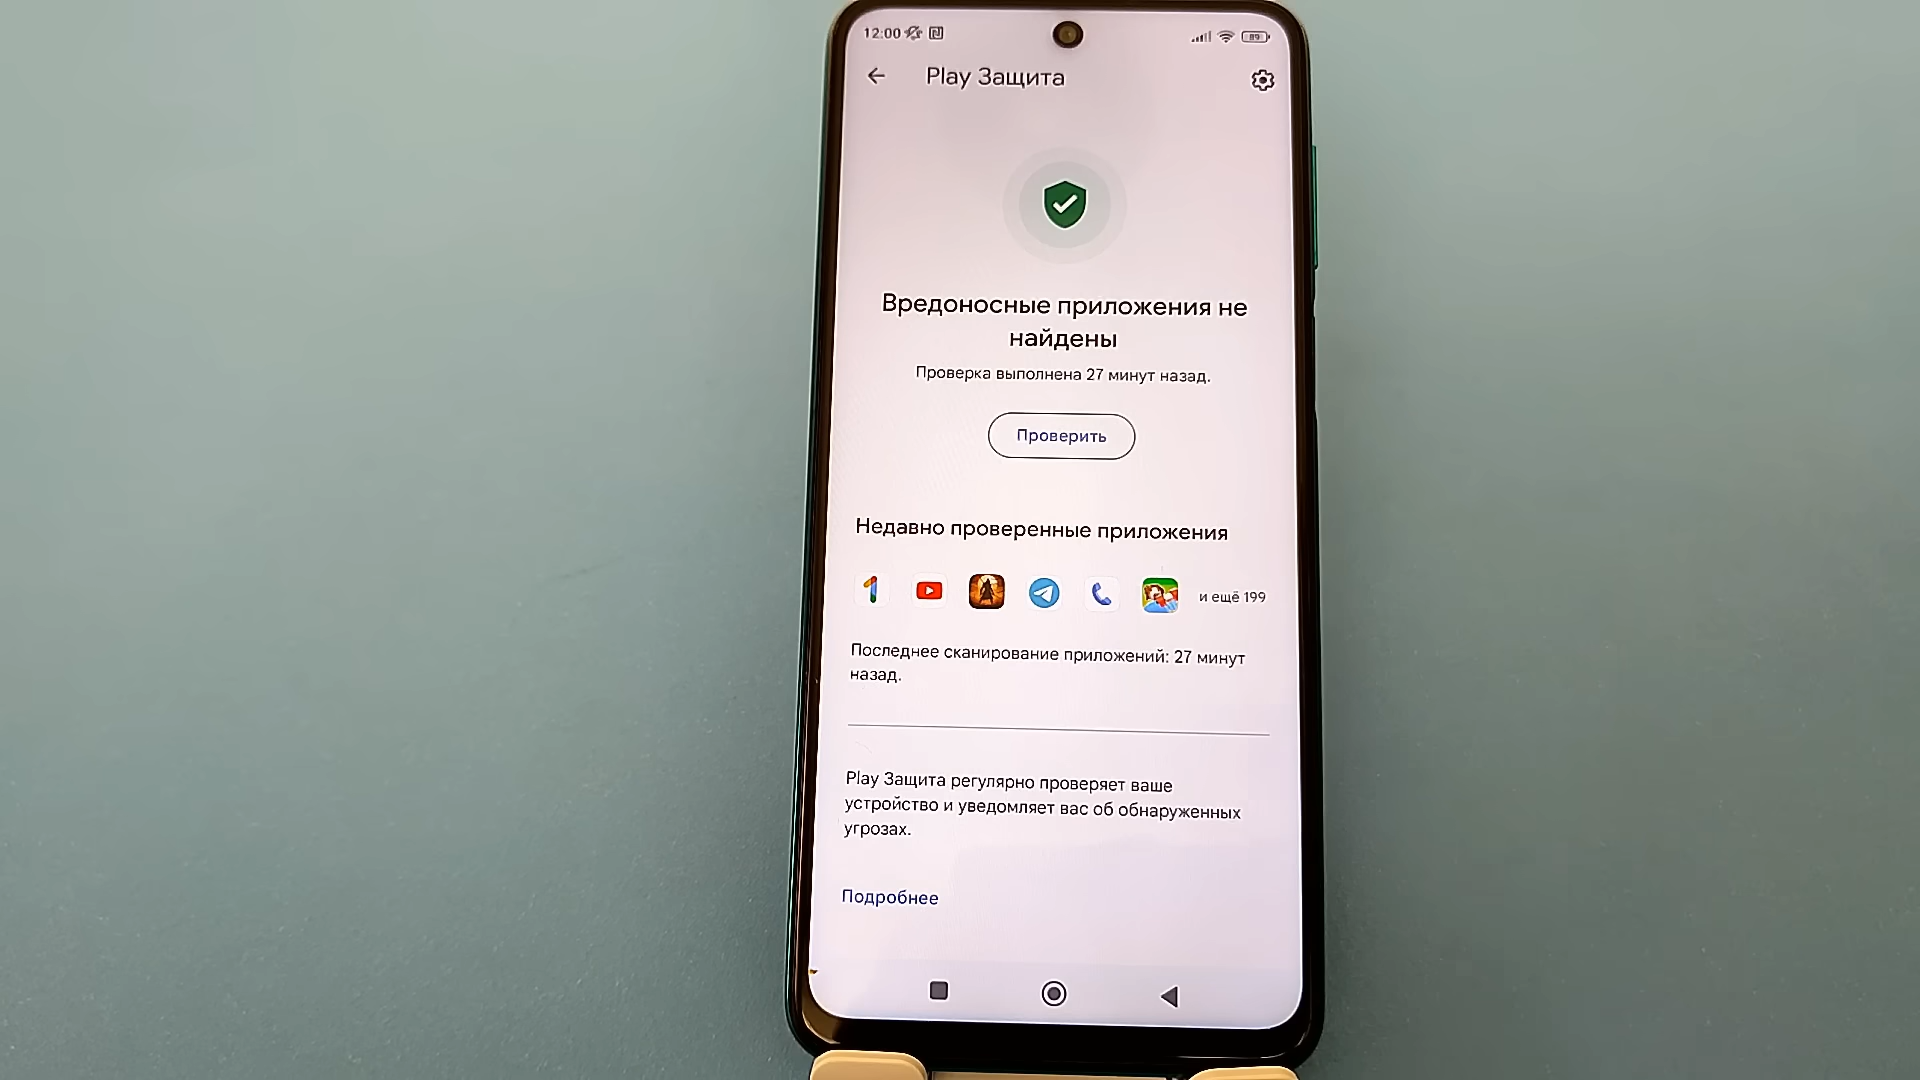 12:00
89
Play Защита
Вредоносные приложения не
найдены
Проверка выполнена 27 минут назад.
Проверить
Недавно проверенные приложения
и ещё 199
Последнее сканирование приложений: 27 минут
назад.
Play Защита регулярно проверяет ваше
устройство и уведомляет вас об обнаруженных
угрозах.
Подробнее